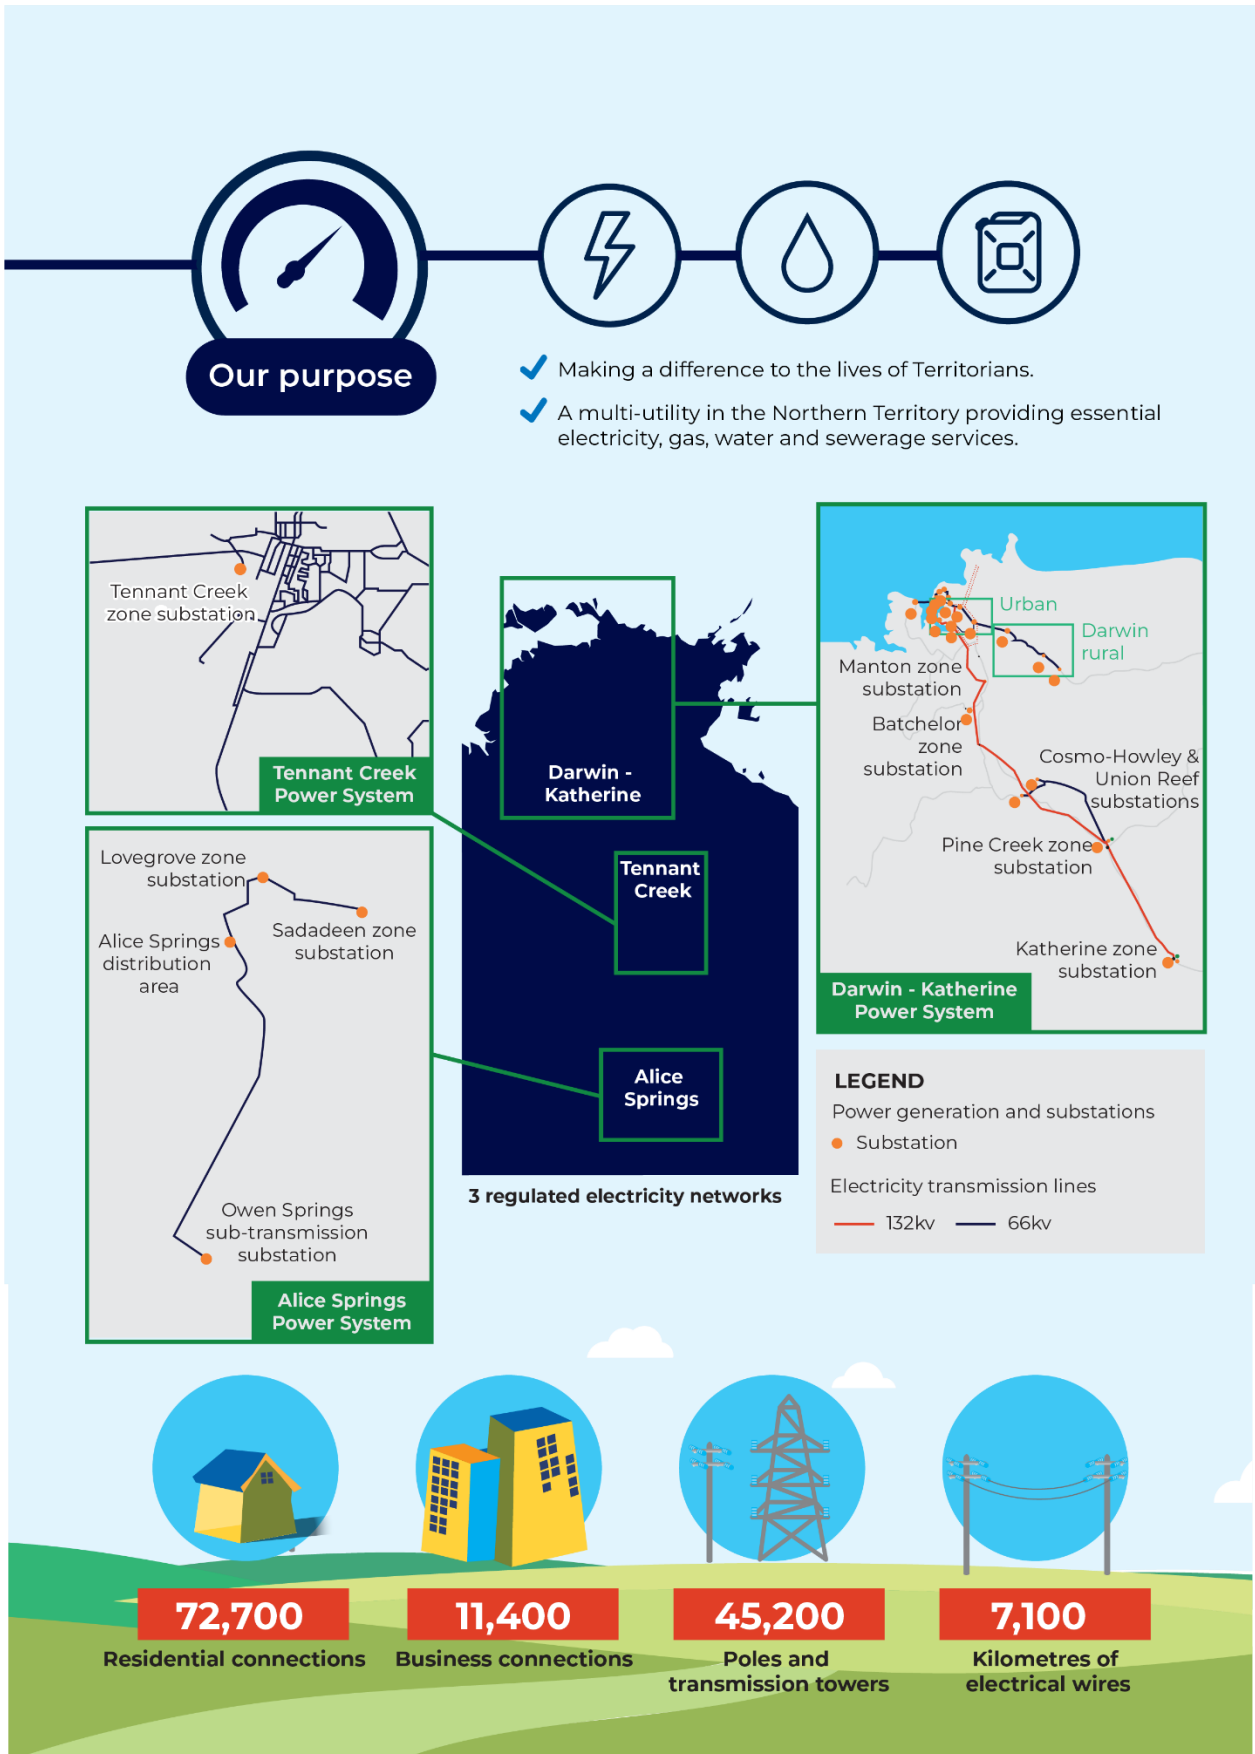 Our purpose
Making a difference to the lives of Territorians.
A multi-utility in the Northern Territory providing essential
electricity, gas, water and sewerage services.
Tennant Creek
zone substation
Tennant Creek
Power System
Lovegrove zone
substation
Alice Springs
distribution
area
Sadadeen zone
substation
Owen Springs
sub-transmission
substation
Alice Springs
Power System
Darwin -
Katherine
Tennant
Creek
Alice
Springs
3 regulated electricity networks
Urban
Darwin
rural
Manton zone
substation
Batchelor
zone
substation
Cosmo-Howley &
Union Reef
substations
Pine Creek zone
substation
Katherine zone
substation
Darwin - Katherine
Power System
LEGEND
Power generation and substations
Substation
Electricity transmission lines
132kv 66kv
72,700
Residential connections
11,400
Business connections
45,200
Poles and
transmission towers
7,100
Kilometres of
electrical wires